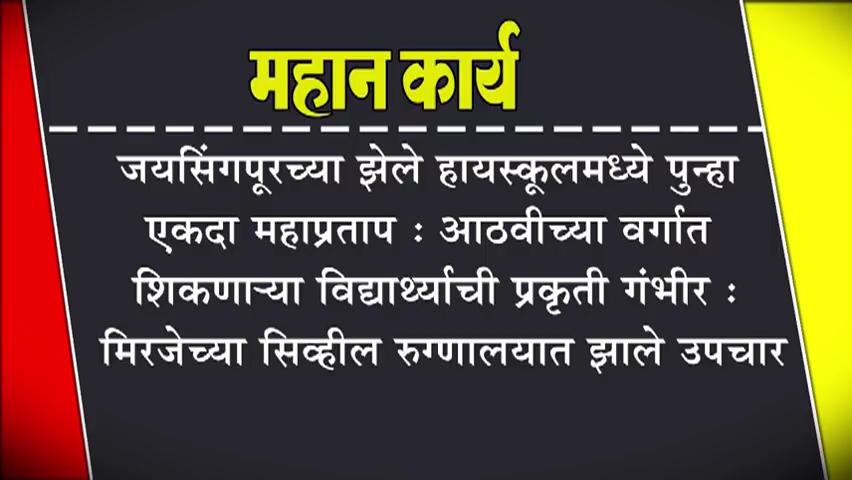 महान कार्य
जयसिंगपूरच्या झेले हायस्कूलमध्ये पुन्हा
एकदा महाप्रताप : आठवीच्या वर्गात
शिकणाऱ्या विद्यार्थ्याची प्रकृती गंभीर :
मिरजेच्या सिव्हील रुग्णालयात झाले उपचार